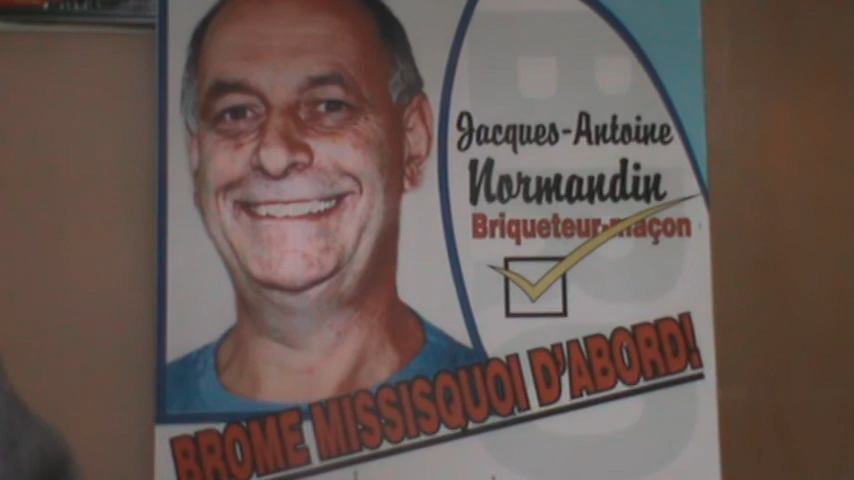 Jacques-Antoine
Normandin
Briqueteur-maçon
BROME MISSISQUOI D'ABORD!